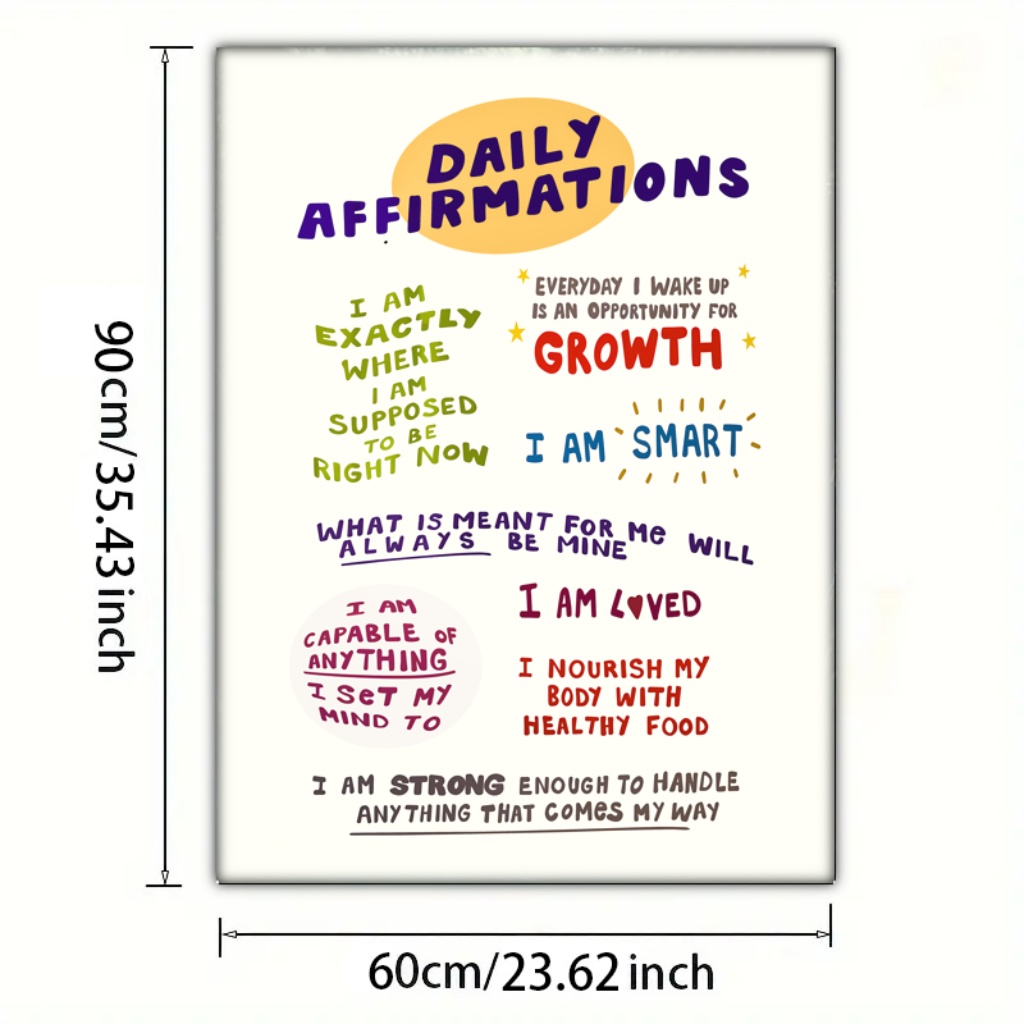 DAILY
AFFIRMATIONS
I AM
EXACTLY
WHERE
I AM
SUPPOSED
TO BE
RIGHT NOW
EVERYDAY I WAKE UP
IS AN OPPORTUNITY FOR
GROWTH
I AM SMART
WHAT IS MEANT FOR Me WILL
ALWAYS BE MINE
I AM
CAPABLE OF
ANYTHING
I SeT MY
MIND TO
I AM L♥VED
I NOURISH MY
BODY WITH
HEALTHY FOOD
I AM STRONG ENOUGH TO HANDLE
ANYTHING THAT COMeS MY WAY
90cm/35.43 inch
60cm/23.62 inch